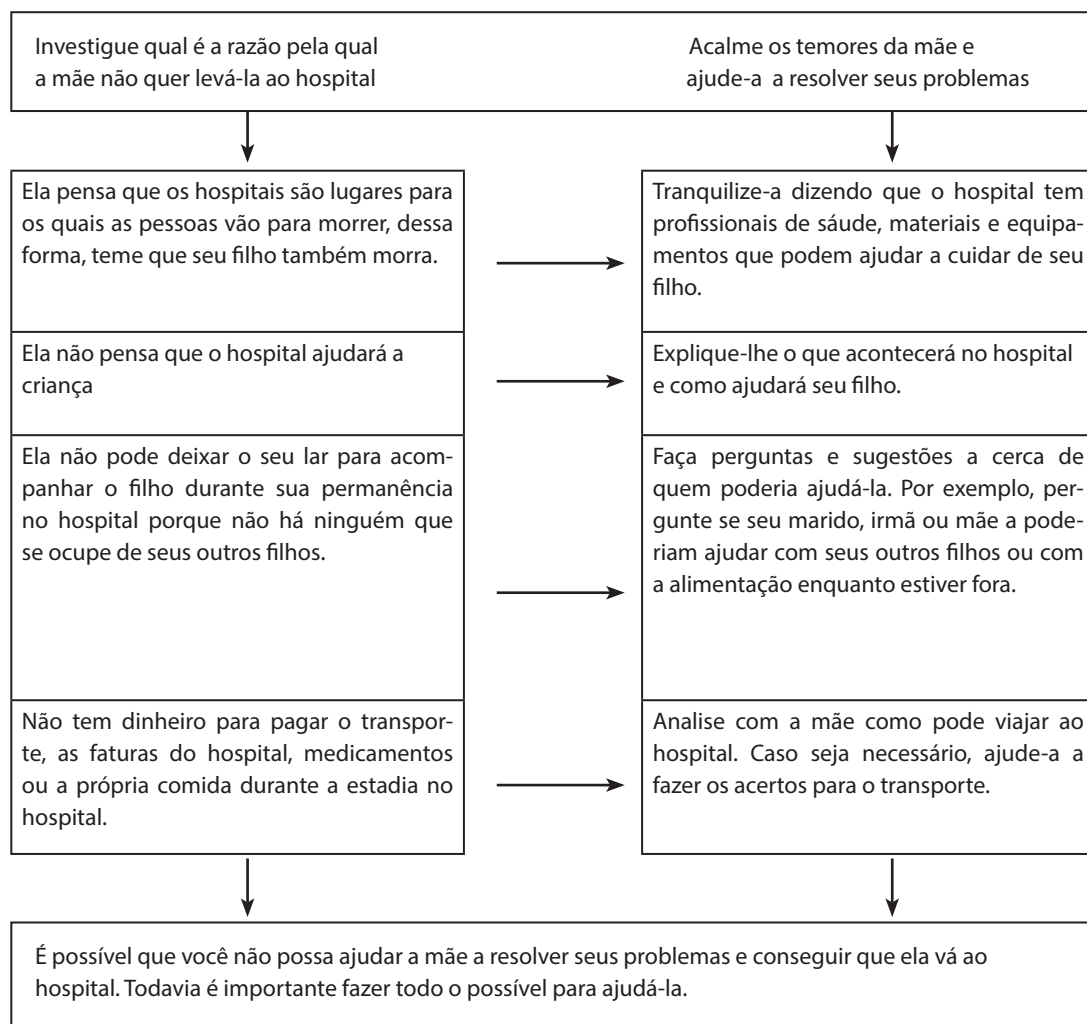 Investigue qual é a razão pela qual
a mãe não quer levá-la ao hospital
Acalme os temores da mãe e
ajude-a a resolver seus problemas
Ela pensa que os hospitais são lugares para
os quais as pessoas vão para morrer, dessa
forma, teme que seu filho também morra.
Tranquilize-a dizendo que o hospital tem
profissionais de sáude, materiais e equipa-
mentos que podem ajudar a cuidar de seu
filho.
Ela não pensa que o hospital ajudará a
criança
Explique-lhe o que acontecerá no hospital
e como ajudará seu filho.
Ela não pode deixar o seu lar para acom-
panhar o filho durante sua permanência
no hospital porque não há ninguém que
se ocupe de seus outros filhos.
Faça perguntas e sugestões a cerca de
quem poderia ajudá-la. Por exemplo, per-
gunte se seu marido, irmã ou mãe a pode-
riam ajudar com seus outros filhos ou com
a alimentação enquanto estiver fora.
Não tem dinheiro para pagar o transpor-
te, as faturas do hospital, medicamentos
ou a própria comida durante a estadia no
hospital.
Analise com a mãe como pode viajar ao
hospital. Caso seja necessário, ajude-a a
fazer os acertos para o transporte.
É possível que você não possa ajudar a mãe a resolver seus problemas e conseguir que ela vá ao
hospital. Todavia é importante fazer todo o possível para ajudá-la.